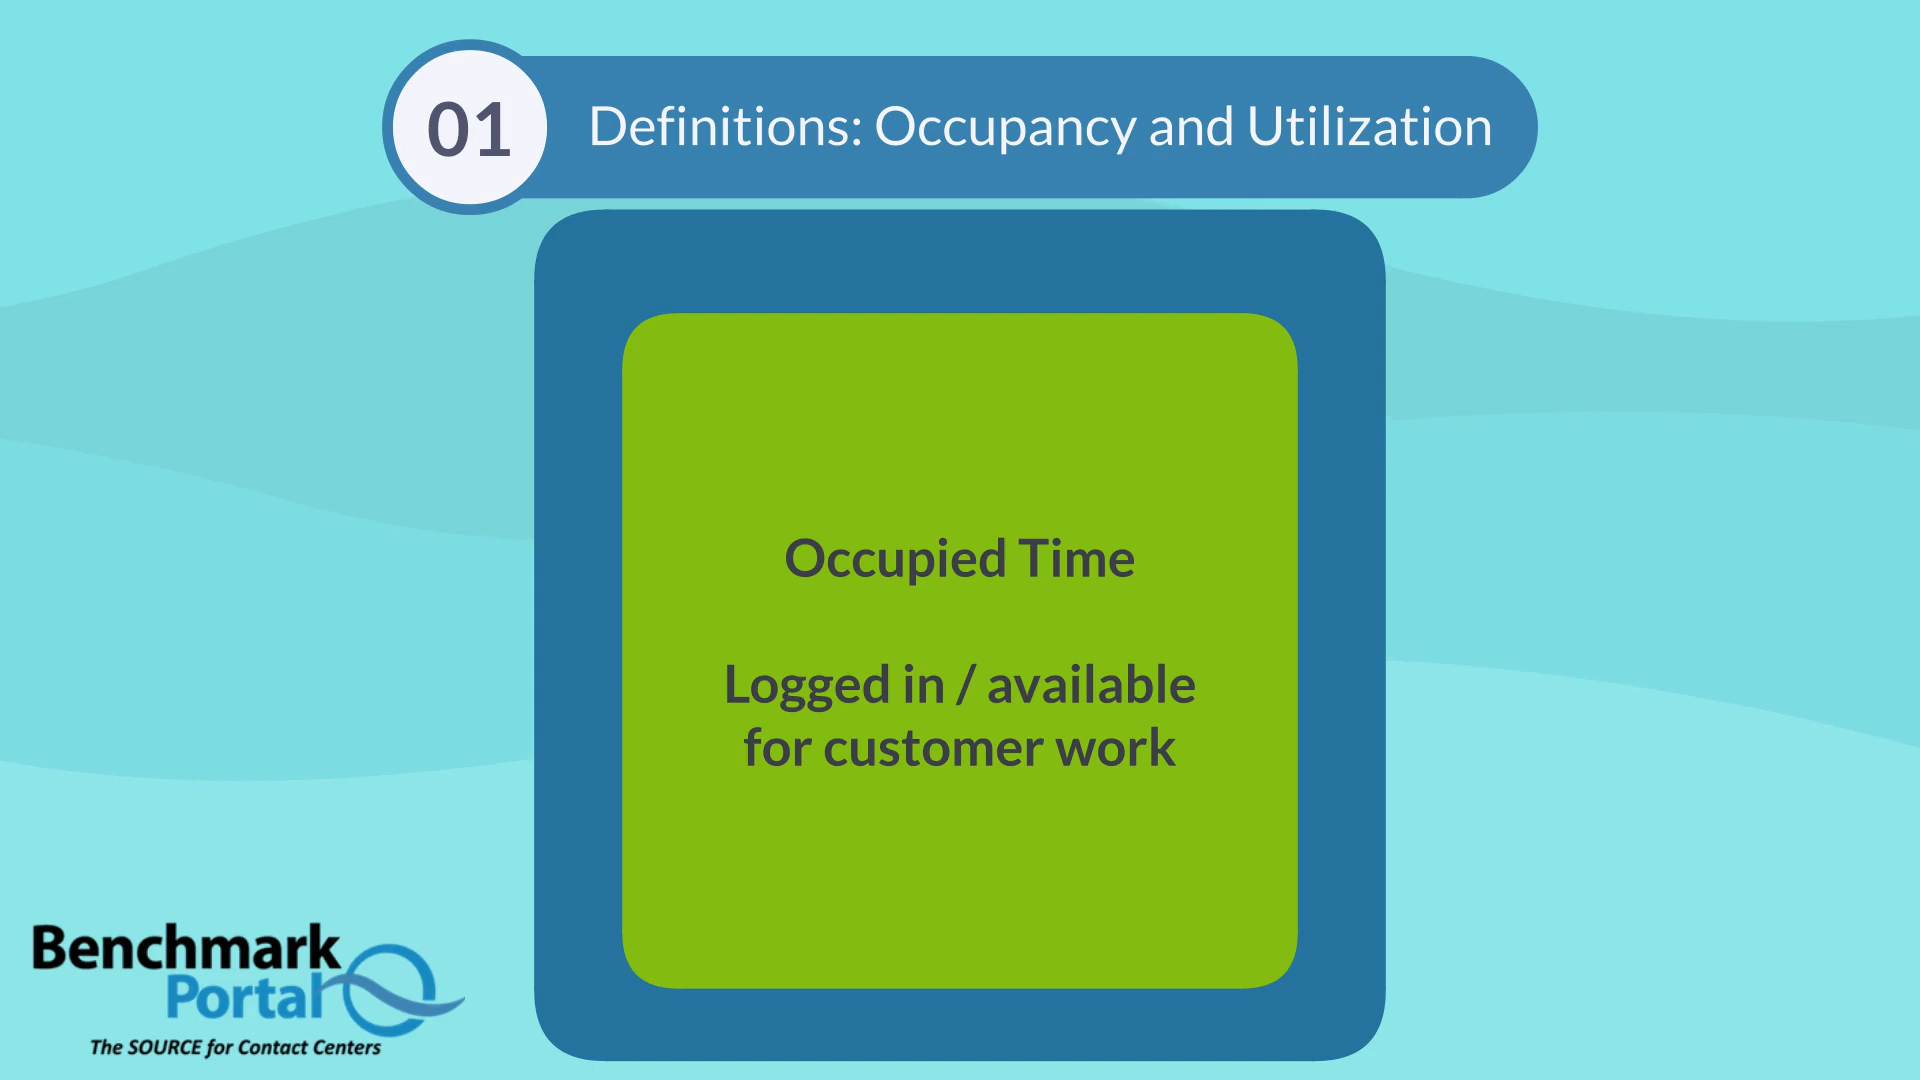 01
Definitions: Occupancy and Utilization
Occupied Time
Logged in / available
for customer work
Benchmark
Portal
The SOURCE for Contact Centers